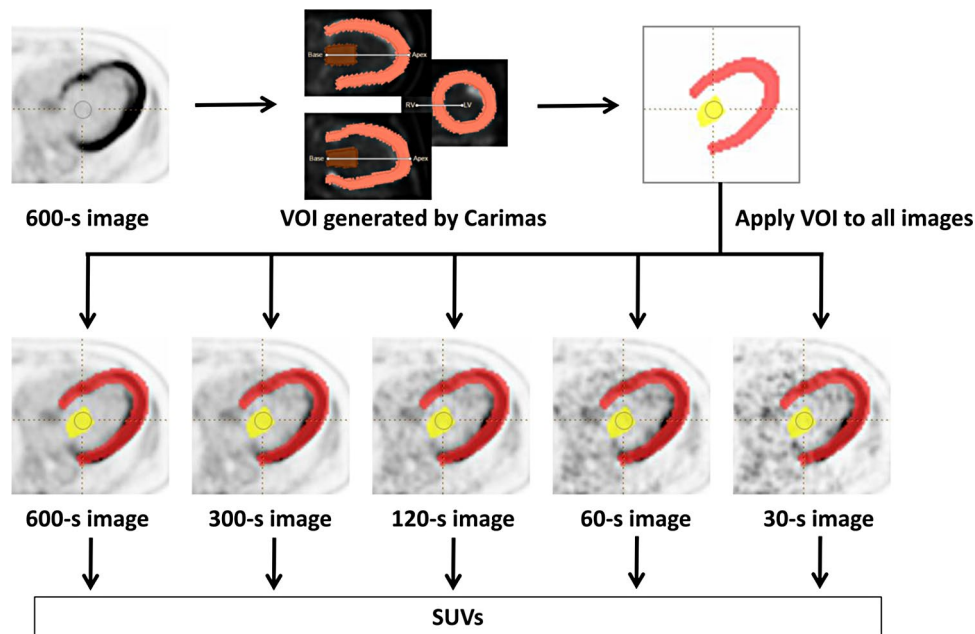 Base
Apex
RV
LV
Base
Apex
600-s image
VOI generated by Carimas
Apply VOI to all images
600-s image
300-s image
120-s image
60-s image
30-s image
SUVs